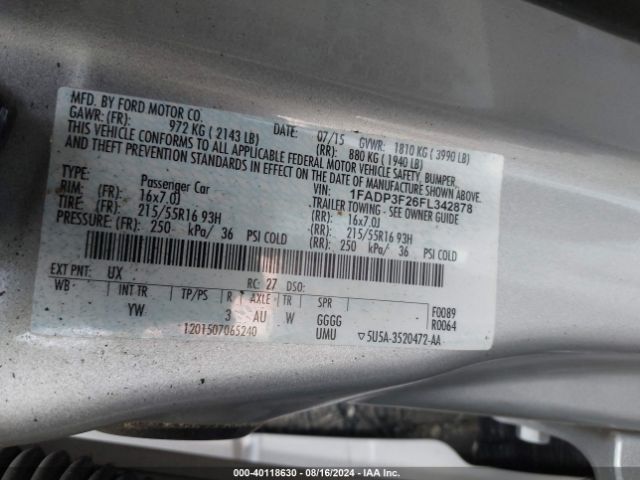 MFD. BY FORD MOTOR CO.
DATE: 07/15 GVWR: 1810 KG ( 3990 LB)
GAWR: (FR): 972 KG ( 2143 LB) (RR): 880 KG ( 1940 LB)
THIS VEHICLE CONFORMS TO ALL APPLICABLE FEDERAL MOTOR VEHICLE SAFETY, BUMPER,
AND THEFT PREVENTION STANDARDS IN EFFECT ON THE DATE OF MANUFACTURE SHOWN ABOVE.
VIN: 1FADP3F26FL342878
TYPE: Passenger Car TRAILER TOWING - SEE OWNER GUIDE
RIM: (FR): 16x7.0J (RR): 16x7.0J
TIRE: (FR): 215/55R16 93H (RR): 215/55R16 93H
PRESSURE: (FR): 250 kPa/ 36 PSI COLD (RR): 250 kPa/ 36 PSI COLD
EXT PNT: UX RC: 27 DSO:
WB INT TR TP/PS R AXLE TR SPR F0089
YW 3 AU W GGGG R0064
1201507065240 UMU ▽5U5A-3520472-AA
000-40118630 - 08/16/2024 - IAA Inc.